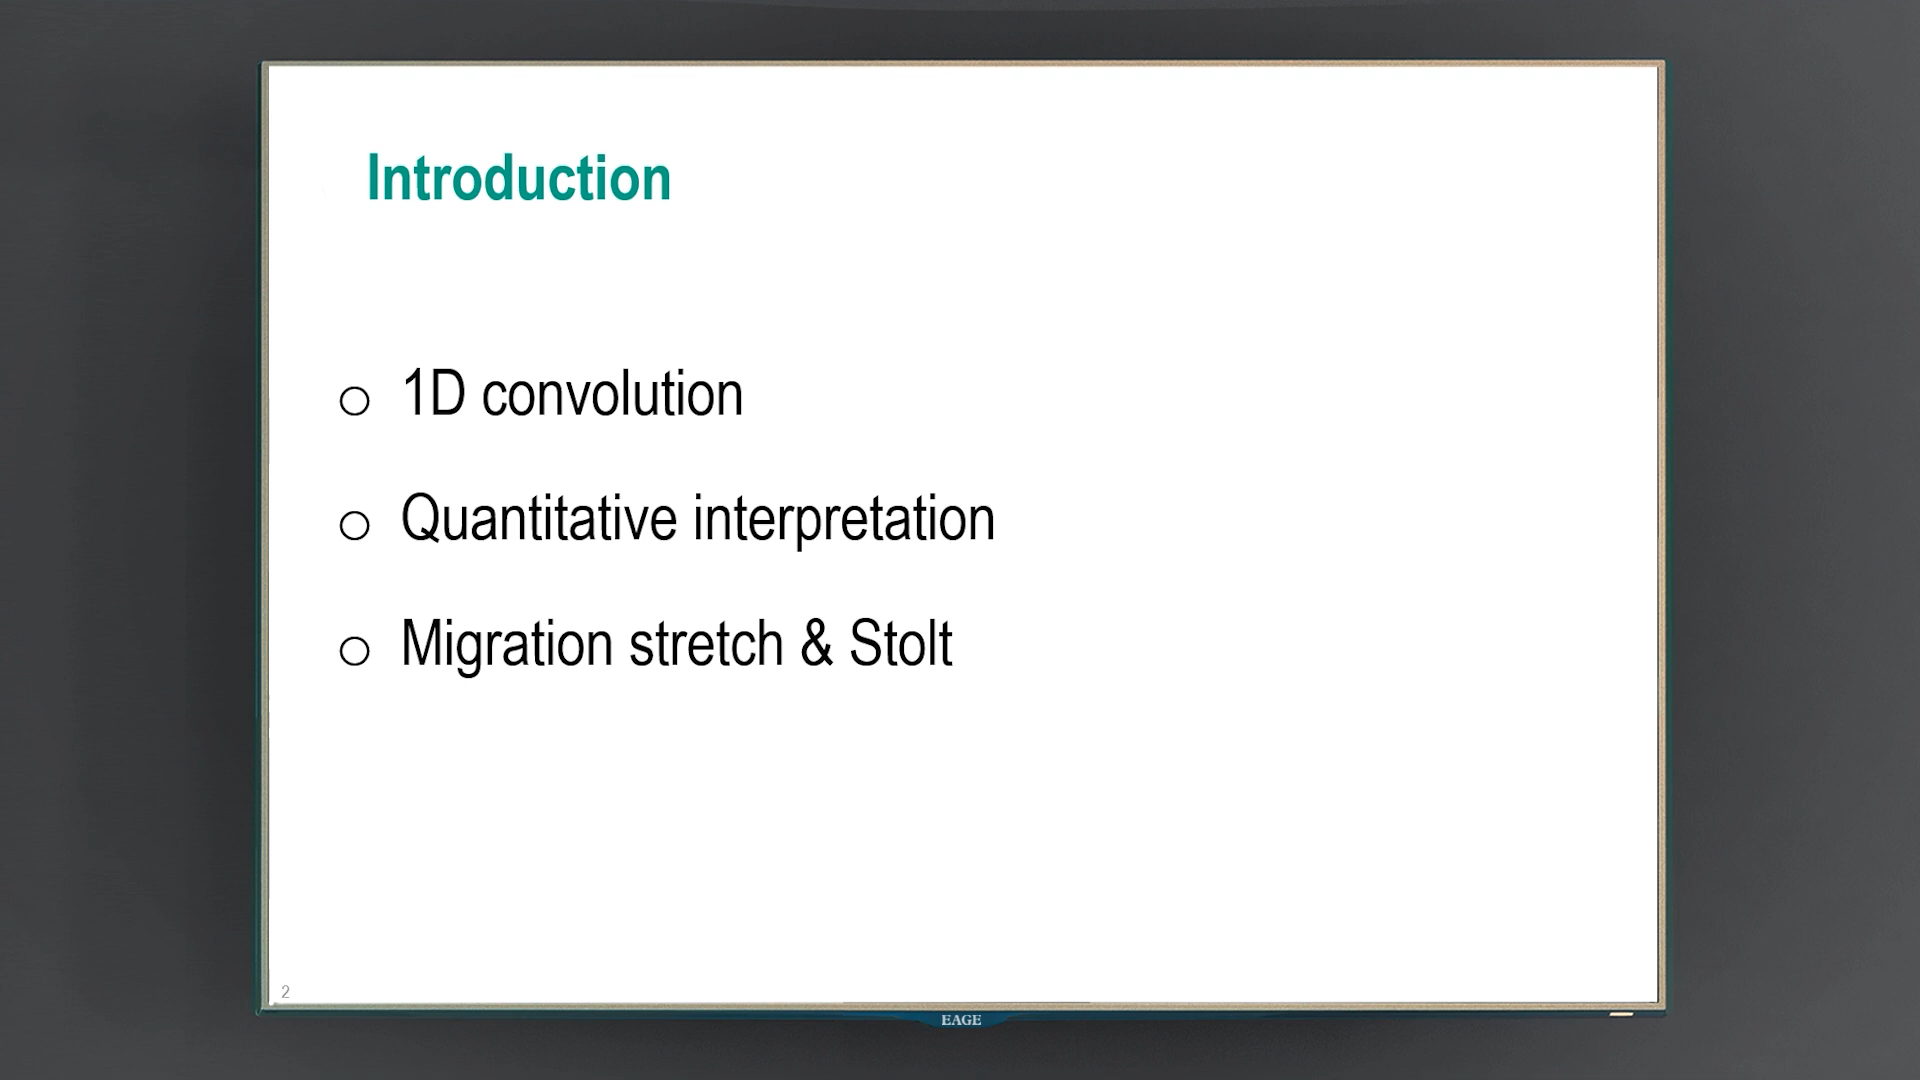 Introduction
1D convolution
Quantitative interpretation
Migration stretch & Stolt
2
EAGE